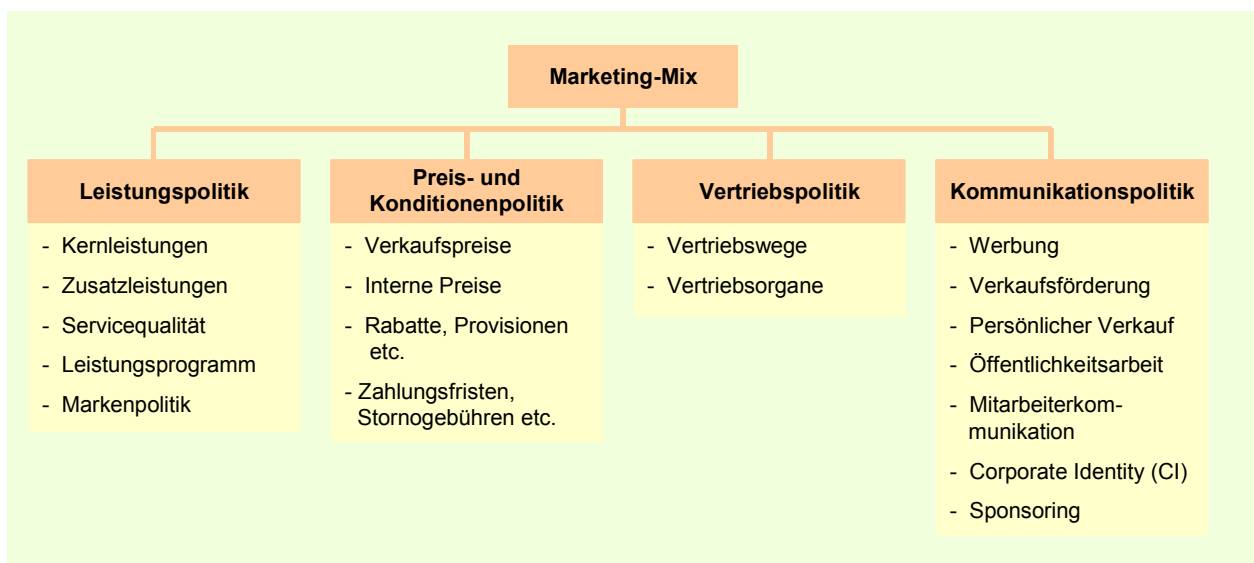 Marketing-Mix
Leistungspolitik
- Kernleistungen
- Zusatzleistungen
- Servicequalität
- Leistungsprogramm
- Markenpolitik
Preis- und
Konditionenpolitik
- Verkaufspreise
- Interne Preise
- Rabatte, Provisionen
etc.
- Zahlungsfristen,
Stornogebühren etc.
Vertriebspolitik
- Vertriebswege
- Vertriebsorgane
Kommunikationspolitik
- Werbung
- Verkaufsförderung
- Persönlicher Verkauf
- Öffentlichkeitsarbeit
- Mitarbeiterkom-
munikation
- Corporate Identity (CI)
- Sponsoring